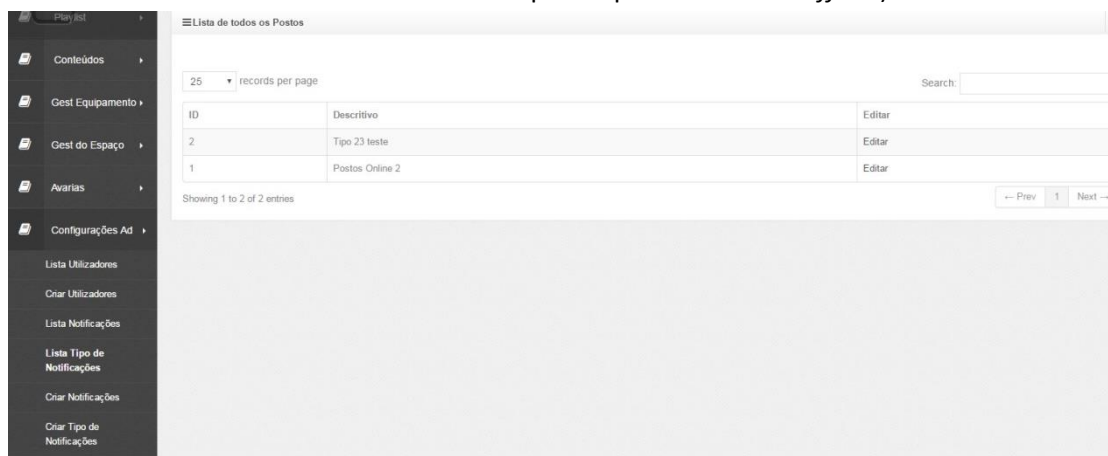 Playlist
Conteúdos
Gest Equipamento
Gest do Espaço
Avarias
Configurações Ad
Lista Utilizadores
Criar Utilizadores
Lista Notificações
Lista Tipo de
Notificações
Criar Notificações
Criar Tipo de
Notificações
Lista de todos os Postos
25 records per page
Search:
ID Descritivo Editar
2 Tipo 23 teste Editar
1 Postos Online 2 Editar
Showing 1 to 2 of 2 entries
← Prev 1 Next →